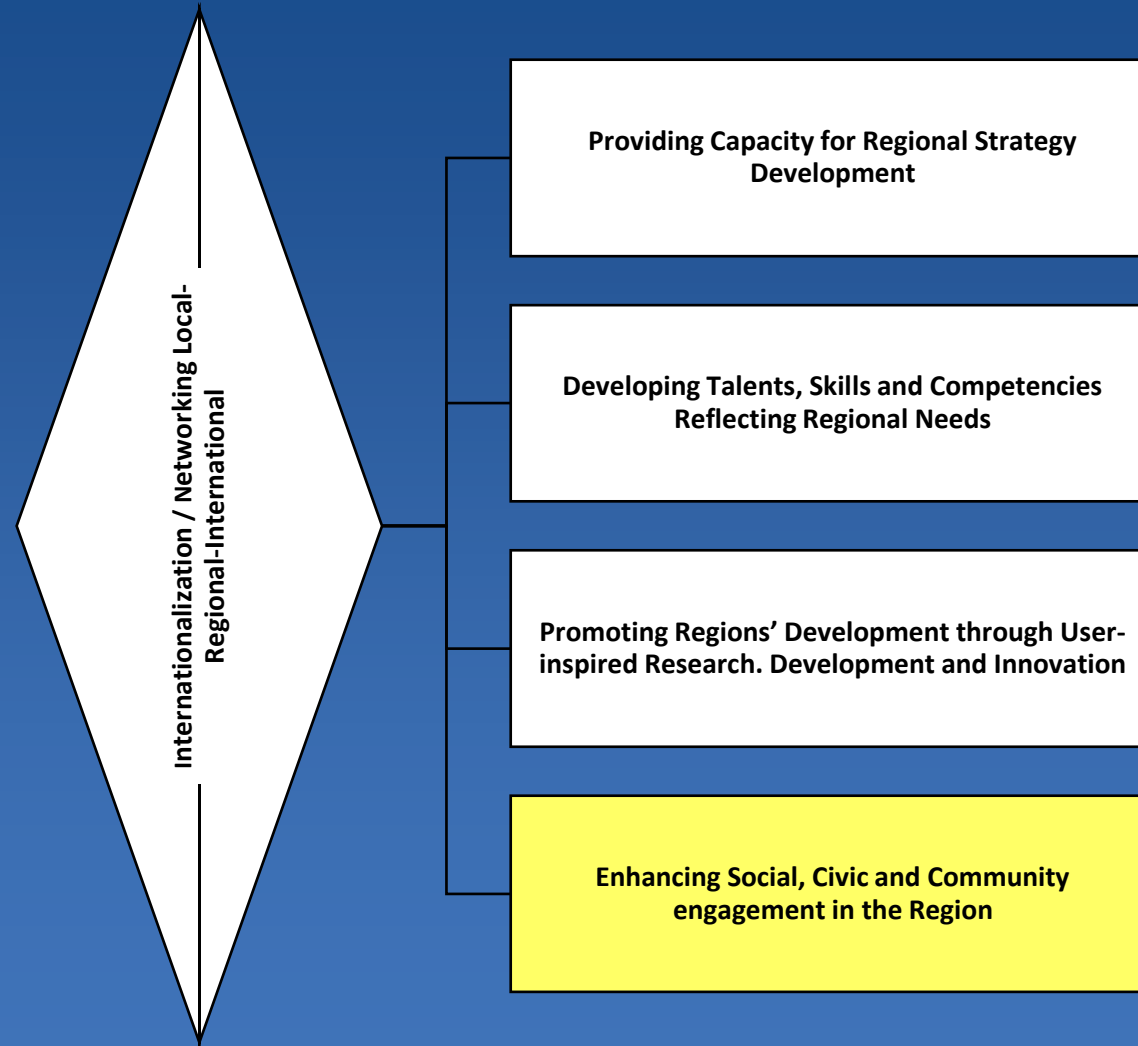 Internationalization / Networking Local-
Regional-International
Providing Capacity for Regional Strategy
Development
Developing Talents, Skills and Competencies
Reflecting Regional Needs
Promoting Regions’ Development through User-
inspired Research. Development and Innovation
Enhancing Social, Civic and Community
engagement in the Region